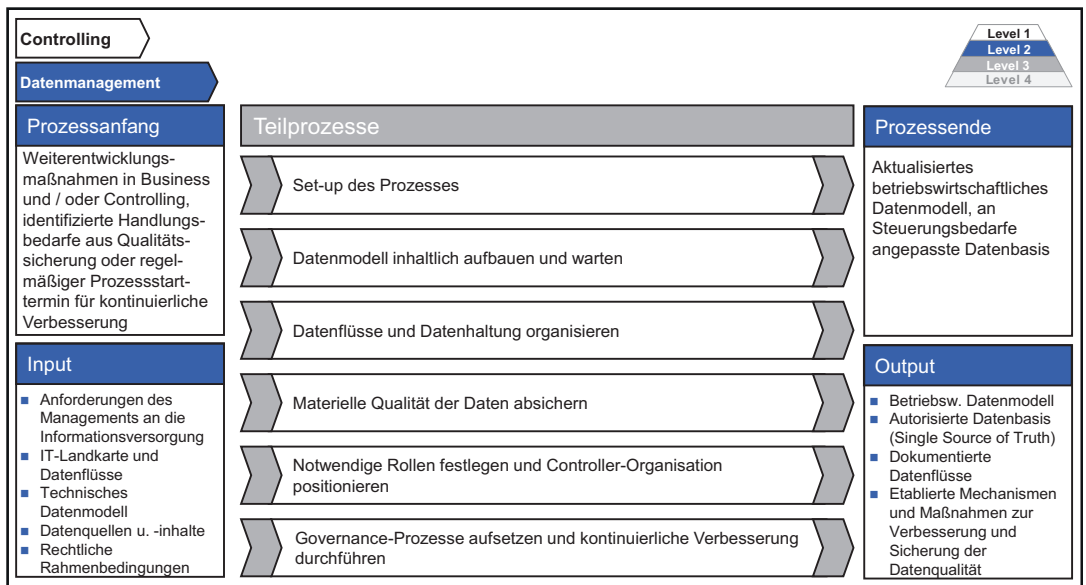 Controlling
Datenmanagement
Level 1
Level 2
Level 3
Level 4
Prozessanfang
Weiterentwicklungs-
maßnahmen in Business
und / oder Controlling,
identifizierte Handlungs-
bedarfe aus Qualitäts-
sicherung oder regel-
mäßiger Prozessstart-
termin für kontinuierliche
Verbesserung
Input
Anforderungen des
Managements an die
Informationsversorgung
IT-Landkarte und
Datenflüsse
Technisches
Datenmodell
Datenquellen u. -inhalte
Rechtliche
Rahmenbedingungen
Teilprozesse
Set-up des Prozesses
Datenmodell inhaltlich aufbauen und warten
Datenflüsse und Datenhaltung organisieren
Materielle Qualität der Daten absichern
Notwendige Rollen festlegen und Controller-Organisation
positionieren
Governance-Prozesse aufsetzen und kontinuierliche Verbesserung
durchführen
Prozessende
Aktualisiertes
betriebswirtschaftliches
Datenmodell, an
Steuerungsbedarfe
angepasste Datenbasis
Output
Betriebsw. Datenmodell
Autorisierte Datenbasis
(Single Source of Truth)
Dokumentierte
Datenflüsse
Etablierte Mechanismen
und Maßnahmen zur
Verbesserung und
Sicherung der
Datenqualität